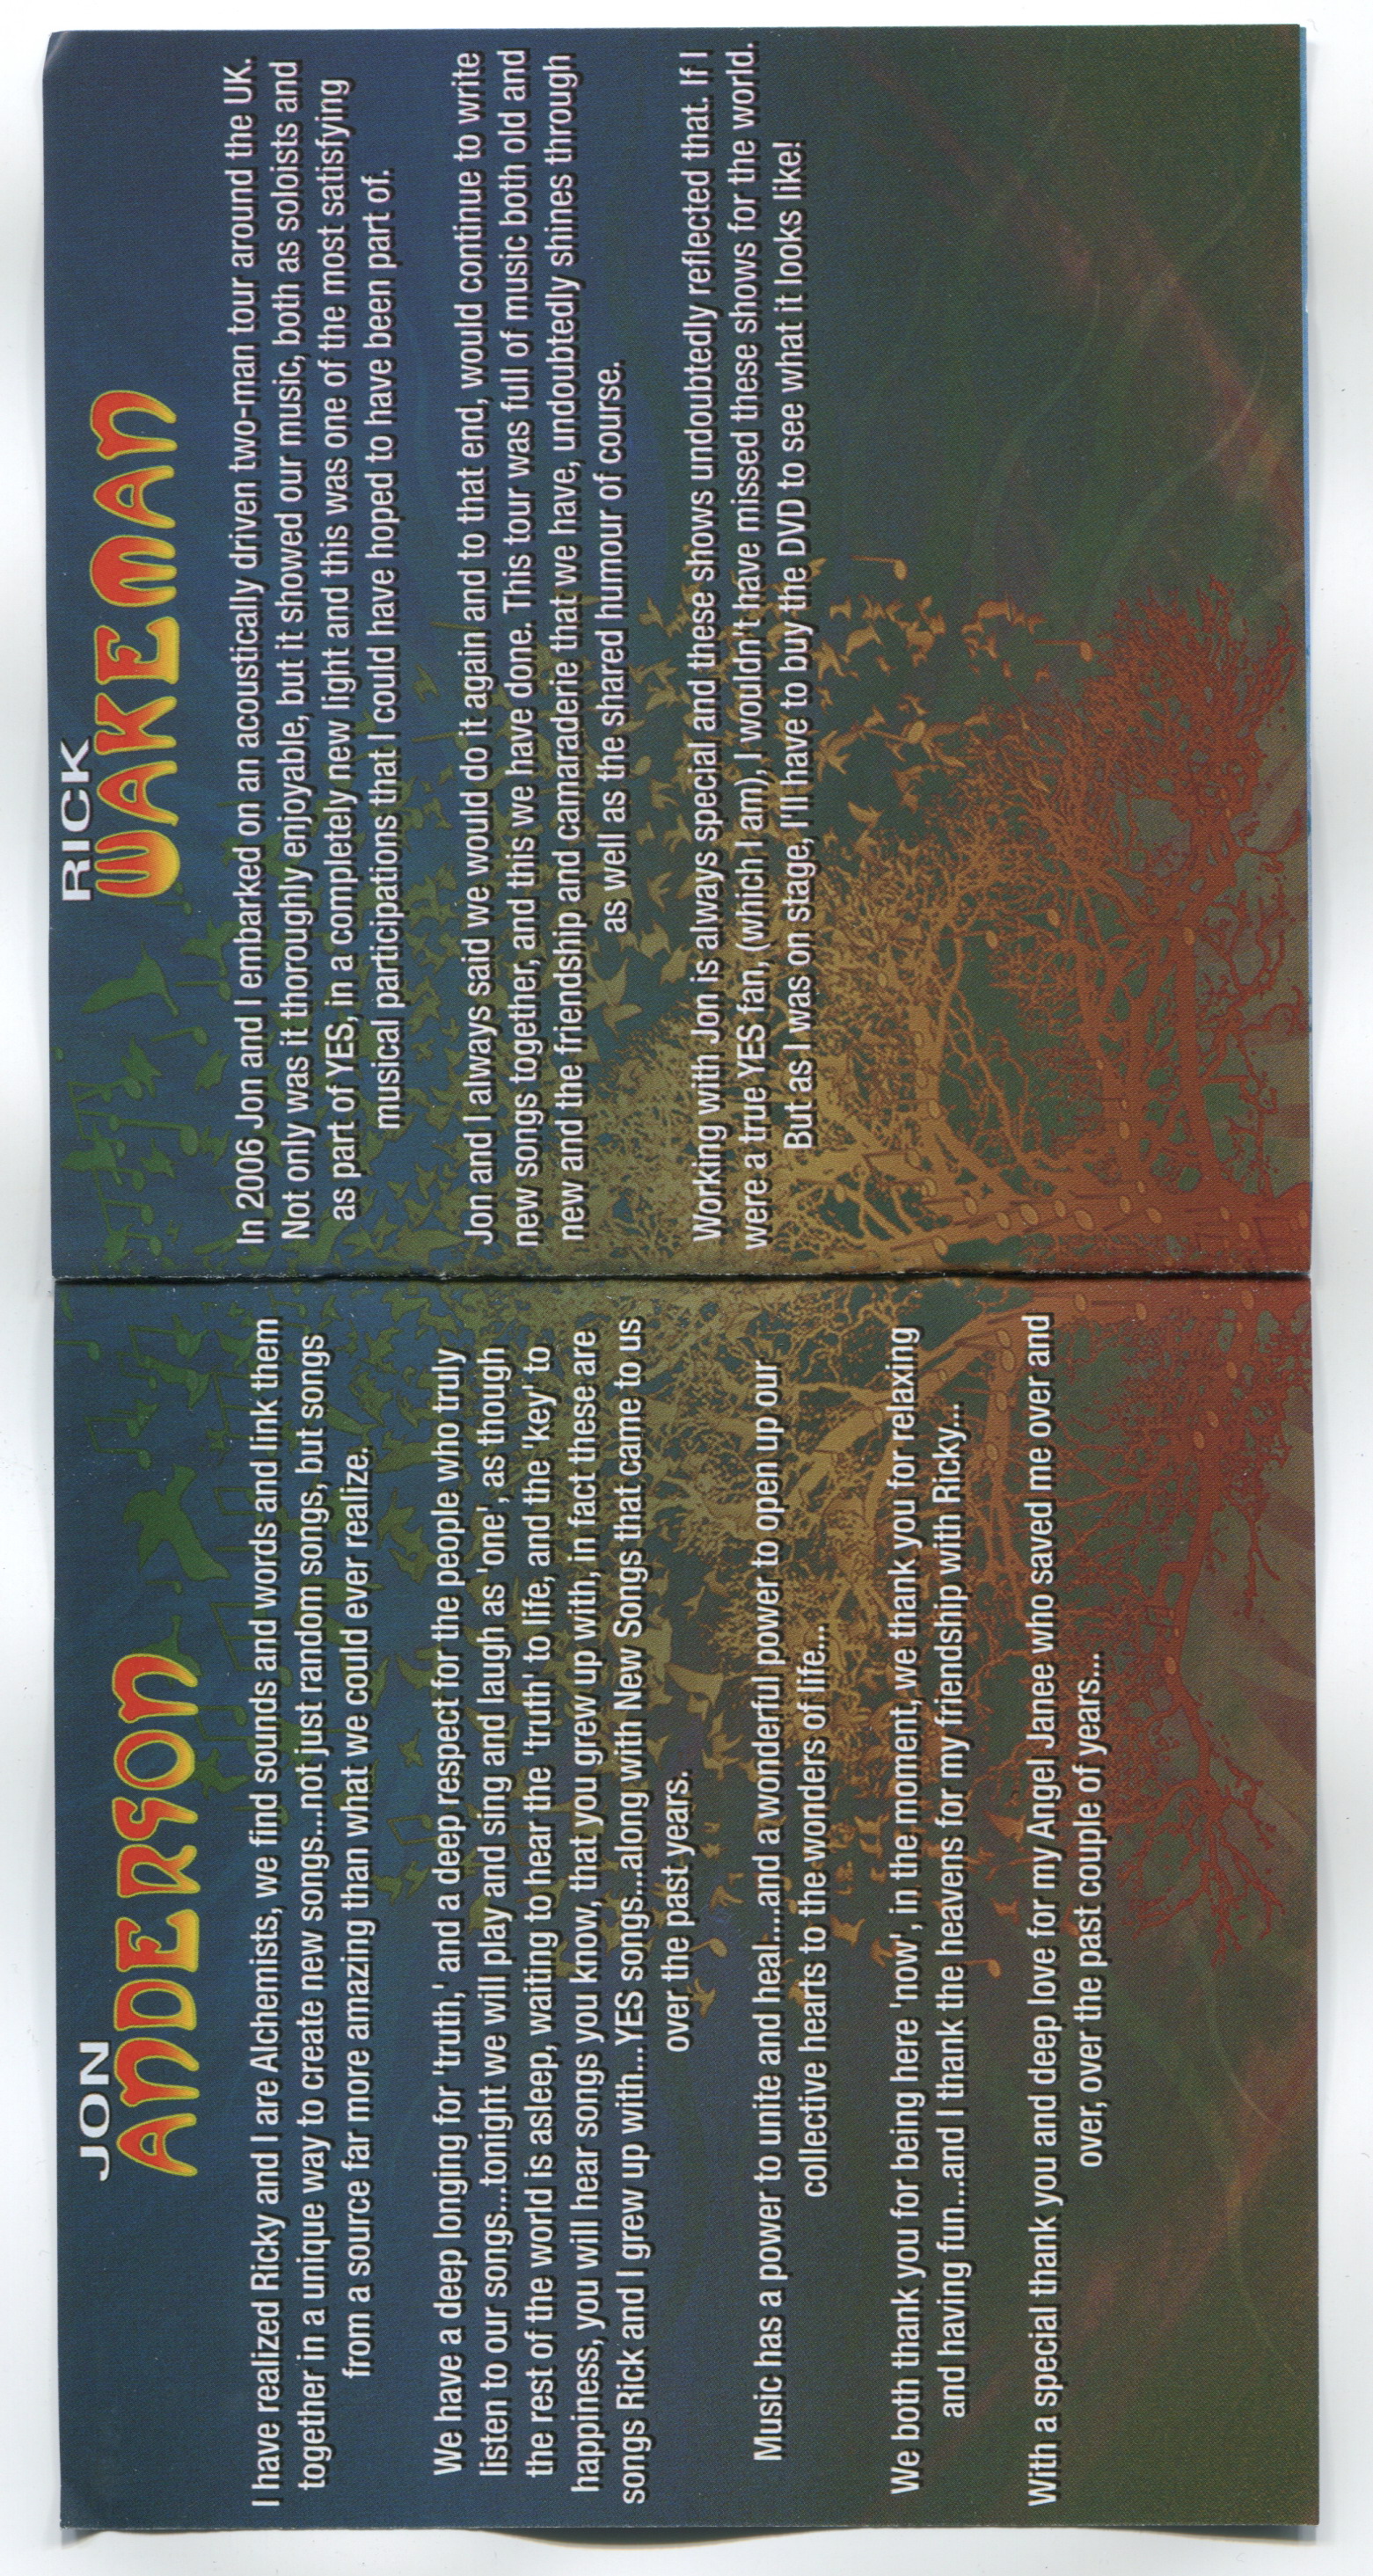 JON
ANDERSON
I have realized Ricky and I are Alchemists, we find sounds and words and link them
together in a unique way to create new songs...not just random songs, but songs
from a source far more amazing than what we could ever realize.
We have a deep longing for 'truth,' and a deep respect for the people who truly
listen to our songs...tonight we will play and sing and laugh as 'one', as though
the rest of the world is asleep, waiting to hear the 'truth' to life, and the 'key' to
happiness, you will hear songs you know, that you grew up with, in fact these are
songs Rick and I grew up with...YES songs...along with New Songs that came to us
over the past years.
Music has a power to unite and heal....and a wonderful power to open up our
collective hearts to the wonders of life....
We both thank you for being here 'now', in the moment, we thank you for relaxing
and having fun...and I thank the heavens for my friendship with Ricky...
With a special thank you and deep love for my Angel Janee who saved me over and
over, over the past couple of years...
RICK
WAKEMAN
In 2006 Jon and I embarked on an acoustically driven two-man tour around the UK.
Not only was it thoroughly enjoyable, but it showed our music, both as soloists and
as part of YES, in a completely new light and this was one of the most satisfying
musical participations that I could have hoped to have been part of.
Jon and I always said we would do it again and to that end, would continue to write
new songs together, and this we have done. This tour was full of music both old and
new and the friendship and camaraderie that we have, undoubtedly shines through
as well as the shared humour of course.
Working with Jon is always special and these shows undoubtedly reflected that. If I
were a true YES fan, (which I am), I wouldn't have missed these shows for the world.
But as I was on stage, I'll have to buy the DVD to see what it looks like!